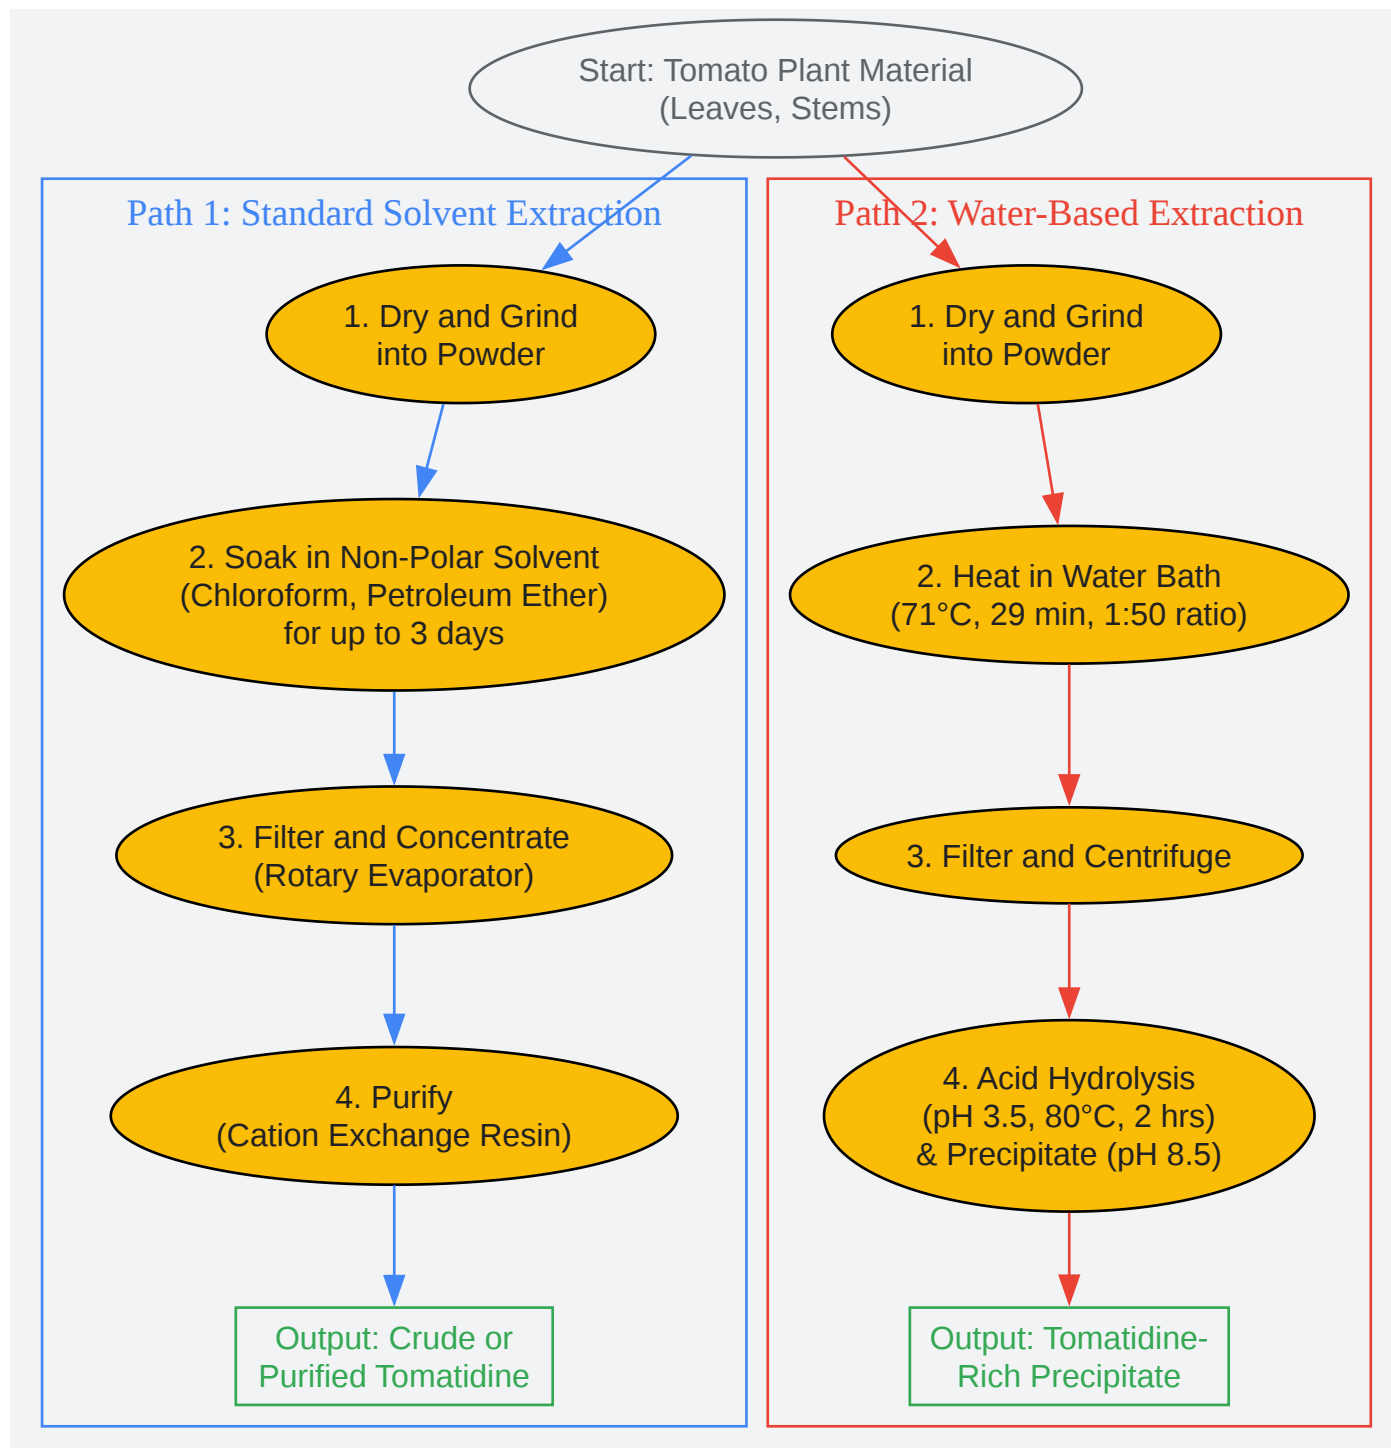 Start: Tomato Plant Material
(Leaves, Stems)
Path 1: Standard Solvent Extraction
1. Dry and Grind
into Powder
2. Soak in Non-Polar Solvent
(Chloroform, Petroleum Ether)
for up to 3 days
3. Filter and Concentrate
(Rotary Evaporator)
4. Purify
(Cation Exchange Resin)
Output: Crude or
Purified Tomatidine
Path 2: Water-Based Extraction
1. Dry and Grind
into Powder
2. Heat in Water Bath
(71°C, 29 min, 1:50 ratio)
3. Filter and Centrifuge
4. Acid Hydrolysis
(pH 3.5, 80°C, 2 hrs)
& Precipitate (pH 8.5)
Output: Tomatidine-
Rich Precipitate